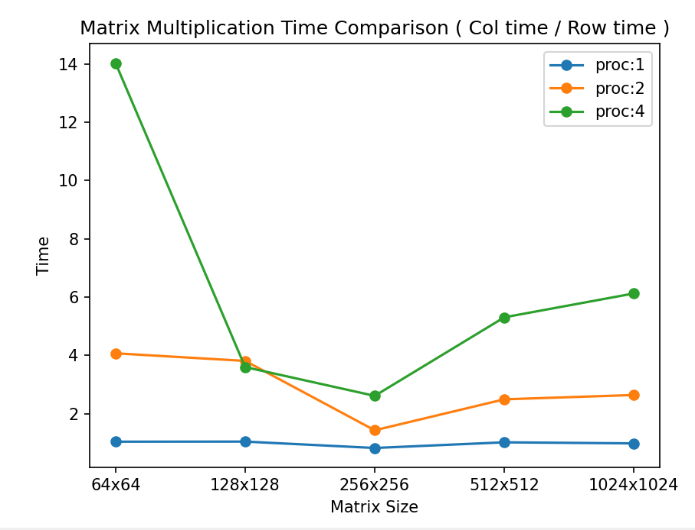 Matrix Multiplication Time Comparison ( Col time / Row time )
14
12
10
8
6
4
2
Time
proc:1
proc:2
proc:4
64x64 128x128 256x256 512x512 1024x1024
Matrix Size